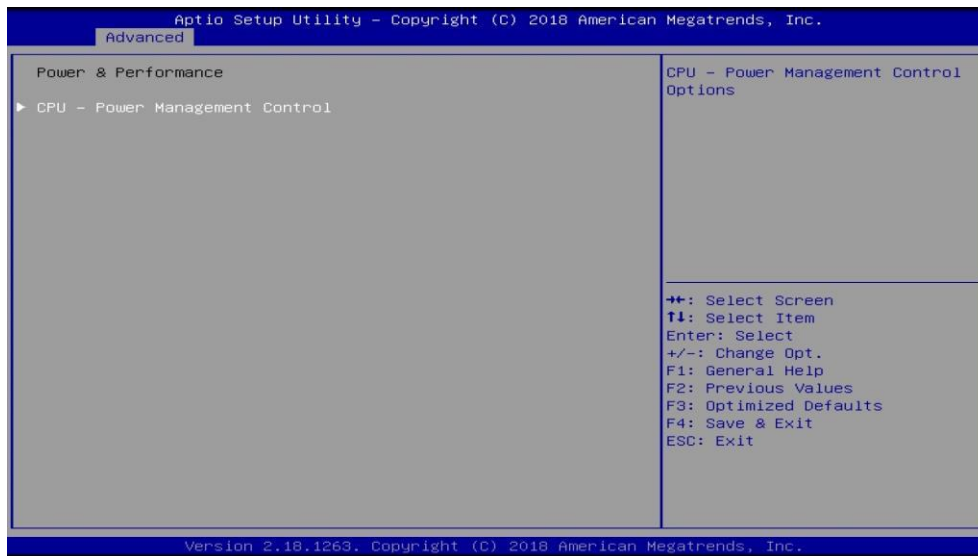 Aptio Setup Utility – Copyright (C) 2018 American Megatrends, Inc.
Advanced
Power & Performance
▶ CPU – Power Management Control
CPU – Power Management Control
Options
→←: Select Screen
↑↓: Select Item
Enter: Select
+/-: Change Opt.
F1: General Help
F2: Previous Values
F3: Optimized Defaults
F4: Save & Exit
ESC: Exit
Version 2.18.1263. Copyright (C) 2018 American Megatrends, Inc.